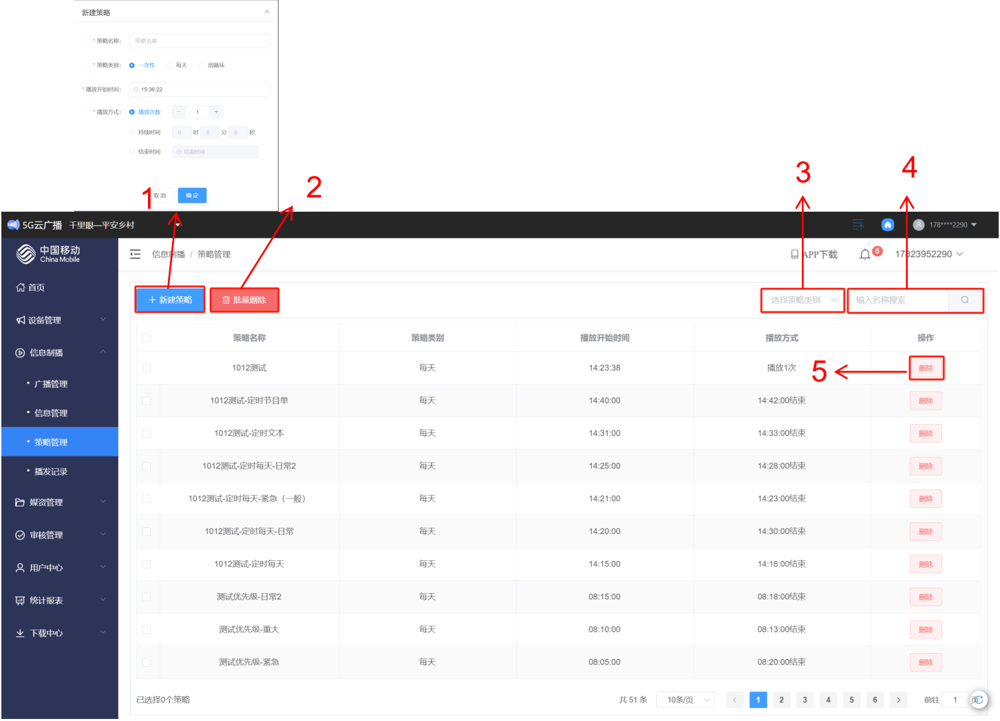 新建策略
* 策略名称: 策略名称
* 策略类别: 一次性 每天 周循环
* 播放开始时间: 15:36:22
* 播放方式: 播放次数 − 1 +
持续时间 0 时 0 分 0 秒
结束时间 结束时间
取消 确定
1
2
3
4
5G云广播 千里眼—平安乡村
178****2290
中国移动
China Mobile
信息制播 / 策略管理
APP下载
6
17823952290
首页
设备管理
信息制播
广播管理
信息管理
策略管理
播发记录
媒资管理
审核管理
用户中心
统计报表
下载中心
+ 新建策略
批量删除
选择策略类别
输入名称搜索
策略名称 策略类别 播放开始时间 播放方式 操作
1012测试 每天 14:23:38 播放1次 5 删除
1012测试-定时节目单 每天 14:40:00 14:42:00结束 删除
1012测试-定时文本 每天 14:31:00 14:33:00结束 删除
1012测试-定时每天-日常2 每天 14:25:00 14:28:00结束 删除
1012测试-定时每天-紧急（一般） 每天 14:21:00 14:23:00结束 删除
1012测试-定时每天-日常 每天 14:20:00 14:30:00结束 删除
1012测试-定时每天 每天 14:15:00 14:16:00结束 删除
测试优先级-日常2 每天 08:15:00 08:18:00结束 删除
测试优先级-重大 每天 08:10:00 08:13:00结束 删除
测试优先级-紧急 每天 08:05:00 08:20:00结束 删除
已选择0个策略
共 51 条 10条/页 < 1 2 3 4 5 6 > 前往 1 页